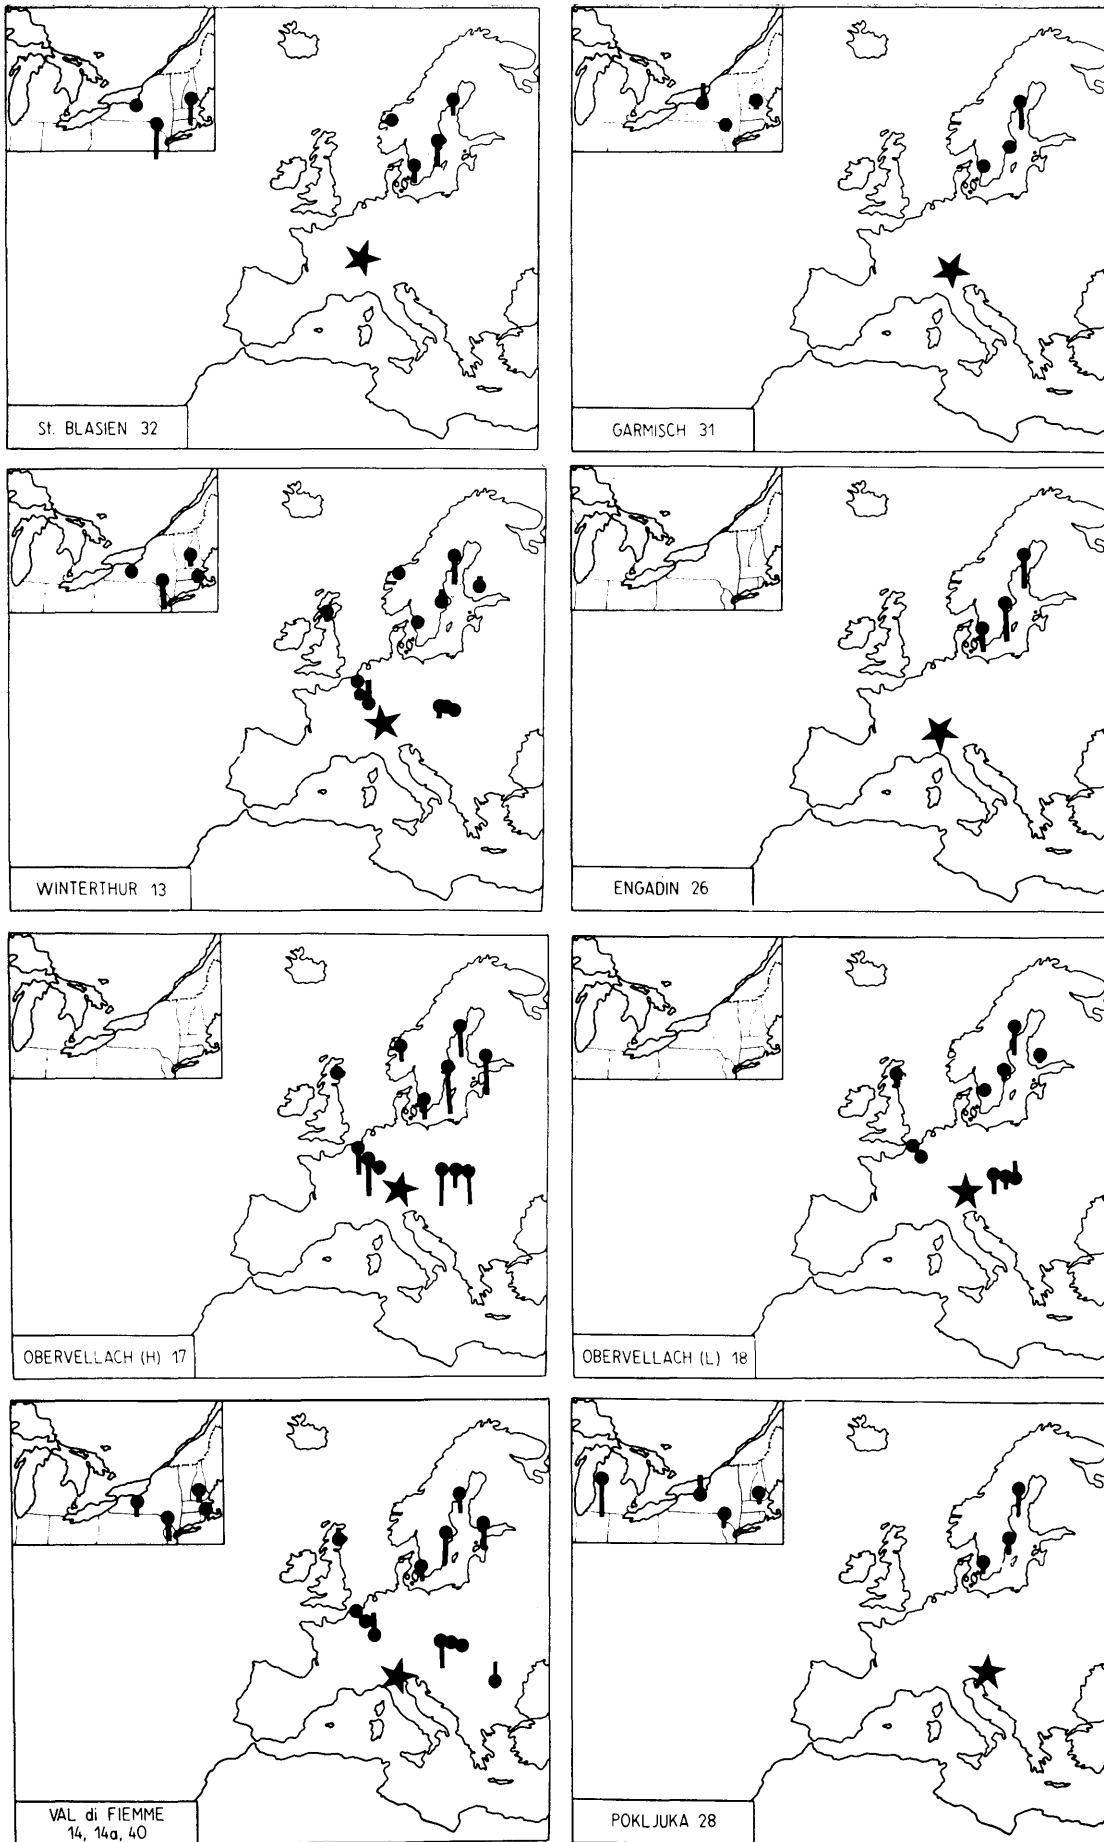 St. BLASIEN 32
GARMISCH 31
WINTERTHUR 13
ENGADIN 26
OBERVELLACH (H) 17
OBERVELLACH (L) 18
VAL di FIEMME
14, 14a, 40
POKLJUKA 28